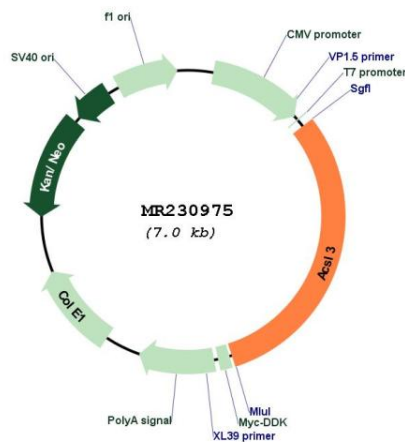 f1 ori
CMV promoter
SV40 ori
VP1.5 primer
T7 promoter
SgfI
Kan/ Neo
MR230975
(7.0 kb)
Acsl 3
Col E1
MluI
Myc-DDK
PolyA signal
XL39 primer